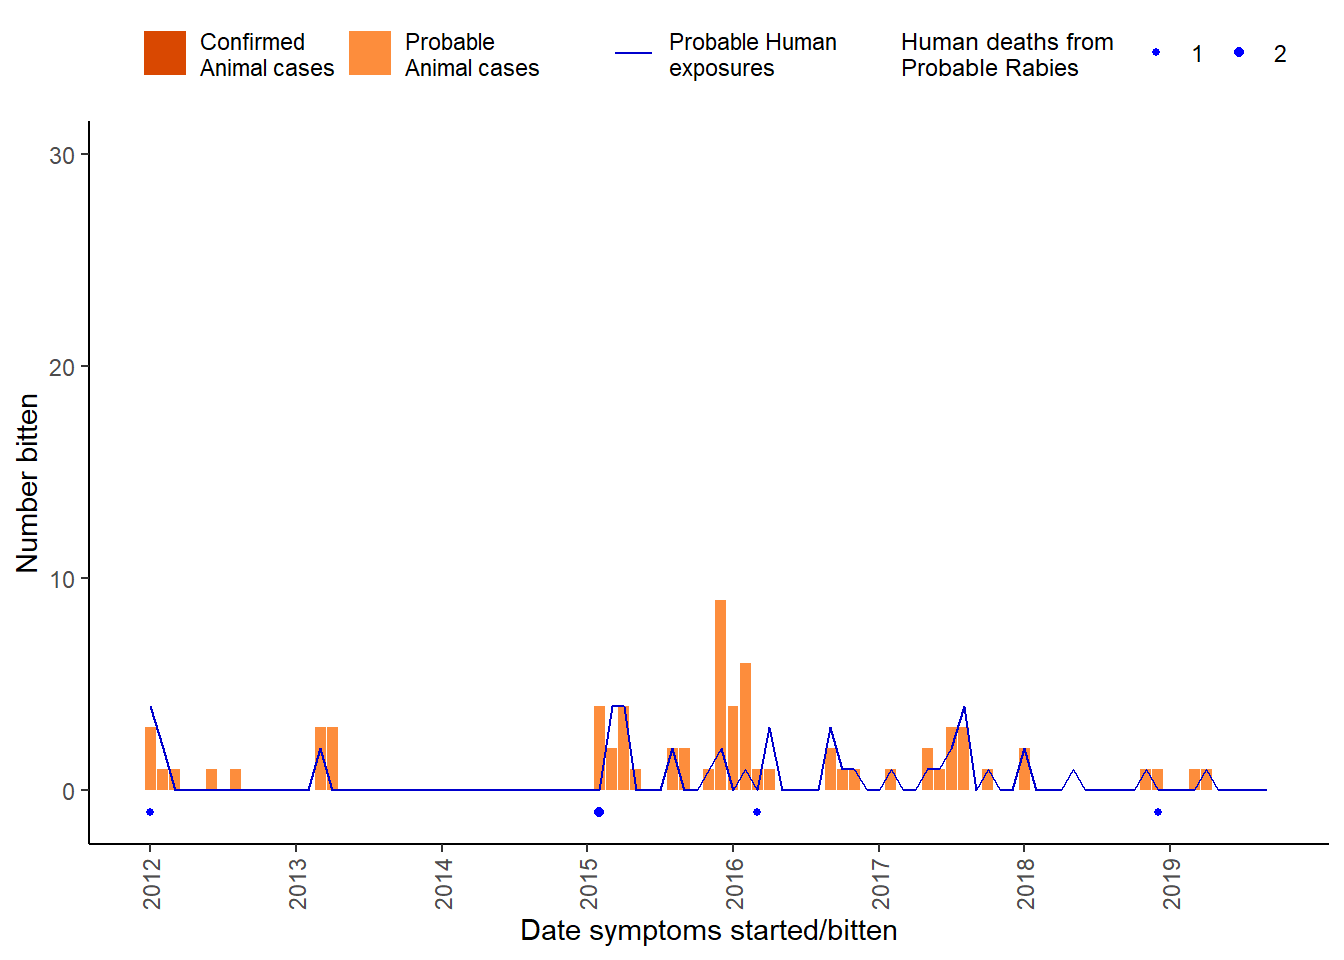 Confirmed
Animal cases
Probable
Animal cases
Probable Human
exposures
Human deaths from
Probable Rabies
1
2
30
20
10
0
Number bitten
2012
2013
2014
2015
2016
2017
2018
2019
Date symptoms started/bitten